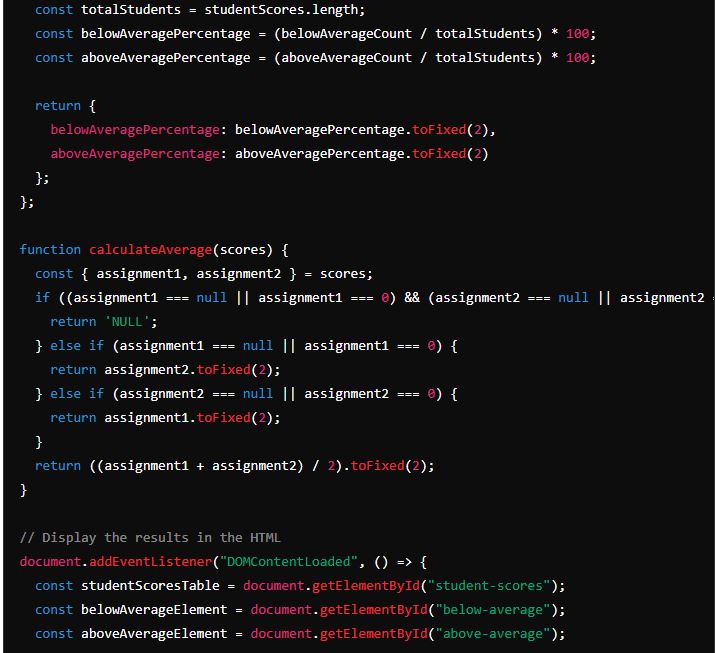 const totalStudents = studentScores.length;
const belowAveragePercentage = (belowAverageCount / totalStudents) * 100;
const aboveAveragePercentage = (aboveAverageCount / totalStudents) * 100;
return {
belowAveragePercentage: belowAveragePercentage.toFixed(2),
aboveAveragePercentage: aboveAveragePercentage.toFixed(2)
};
};
function calculateAverage(scores) {
const { assignment1, assignment2 } = scores;
if ((assignment1 === null || assignment1 === 0) && (assignment2 === null || assignment2 =
return 'NULL';
} else if (assignment1 === null || assignment1 === 0) {
return assignment2.toFixed(2);
} else if (assignment2 === null || assignment2 === 0) {
return assignment1.toFixed(2);
}
return ((assignment1 + assignment2) / 2).toFixed(2);
}
// Display the results in the HTML
document.addEventListener("DOMContentLoaded", () => {
const studentScoresTable = document.getElementById("student-scores");
const belowAverageElement = document.getElementById("below-average");
const aboveAverageElement = document.getElementById("above-average");